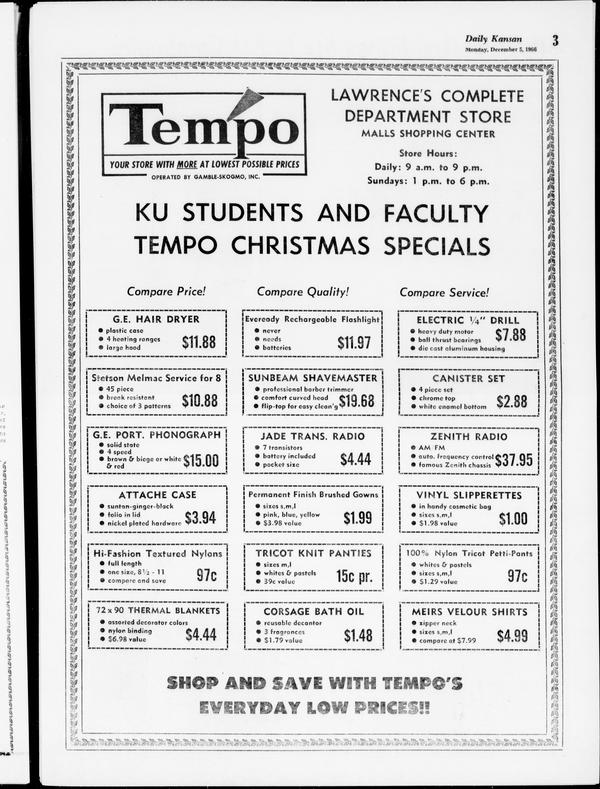 Daily Kansan 3
Monday, December 5, 1966
Tempo
YOUR STORE WITH MORE AT LOWEST POSSIBLE PRICES
OPERATED BY GAMBLE-SKOGMO, INC.
LAWRENCE'S COMPLETE
DEPARTMENT STORE
MALLS SHOPPING CENTER
Store Hours:
Daily: 9 a.m. to 9 p.m.
Sundays: 1 p.m. to 6 p.m.
KU STUDENTS AND FACULTY
TEMPO CHRISTMAS SPECIALS
Compare Price!
Compare Quality!
Compare Service!
G.E. HAIR DRYER
• plastic case
• 4 heating ranges
• large hood
$11.88
Eveready Rechargeable Flashlight
• never
• needs
• batteries
$11.97
ELECTRIC ¼" DRILL
• heavy duty motor
• ball thrust bearings
• die cast aluminum housing
$7.88
Stetson Melmac Service for 8
• 45 piece
• break resistant
• choice of 3 patterns
$10.88
SUNBEAM SHAVEMASTER
• professional barber trimmer
• comfort curved head
• flip-top for easy clean'g
$19.68
CANISTER SET
• 4 piece set
• chrome top
• white enamel bottom
$2.88
G.E. PORT. PHONOGRAPH
• solid state
• 4 speed
• brown & biege or white
& red
$15.00
JADE TRANS. RADIO
• 7 transistors
• battery included
• pocket size
$4.44
ZENITH RADIO
• AM FM
• auto. frequency control
• famous Zenith chassis
$37.95
ATTACHE CASE
• suntan-ginger-black
• folio in lid
• nickel plated hardware
$3.94
Permanent Finish Brushed Gowns
• sizes s,m,l
• pink, blue, yellow
• $3.98 value
$1.99
VINYL SLIPPERETTES
• in handy cosmetic bag
• sizes s,m,l
• $1.98 value
$1.00
Hi-Fashion Textured Nylons
• full length
• one size, 8½ - 11
• compare and save
97c
TRICOT KNIT PANTIES
• sizes m,l
• whites & pastels
• 39c value
15c pr.
100% Nylon Tricot Petti-Pants
• whites & pastels
• sizes s,m,l
• $1.29 value
97c
72 x 90 THERMAL BLANKETS
• assorted decorator colors
• nylon binding
• $6.98 value
$4.44
CORSAGE BATH OIL
• reusable decantor
• 3 fragrances
• $1.79 value
$1.48
MEIRS VELOUR SHIRTS
• zipper neck
• sizes s,m,l
• compare at $7.99
$4.99
SHOP AND SAVE WITH TEMPO'S
EVERYDAY LOW PRICES!!